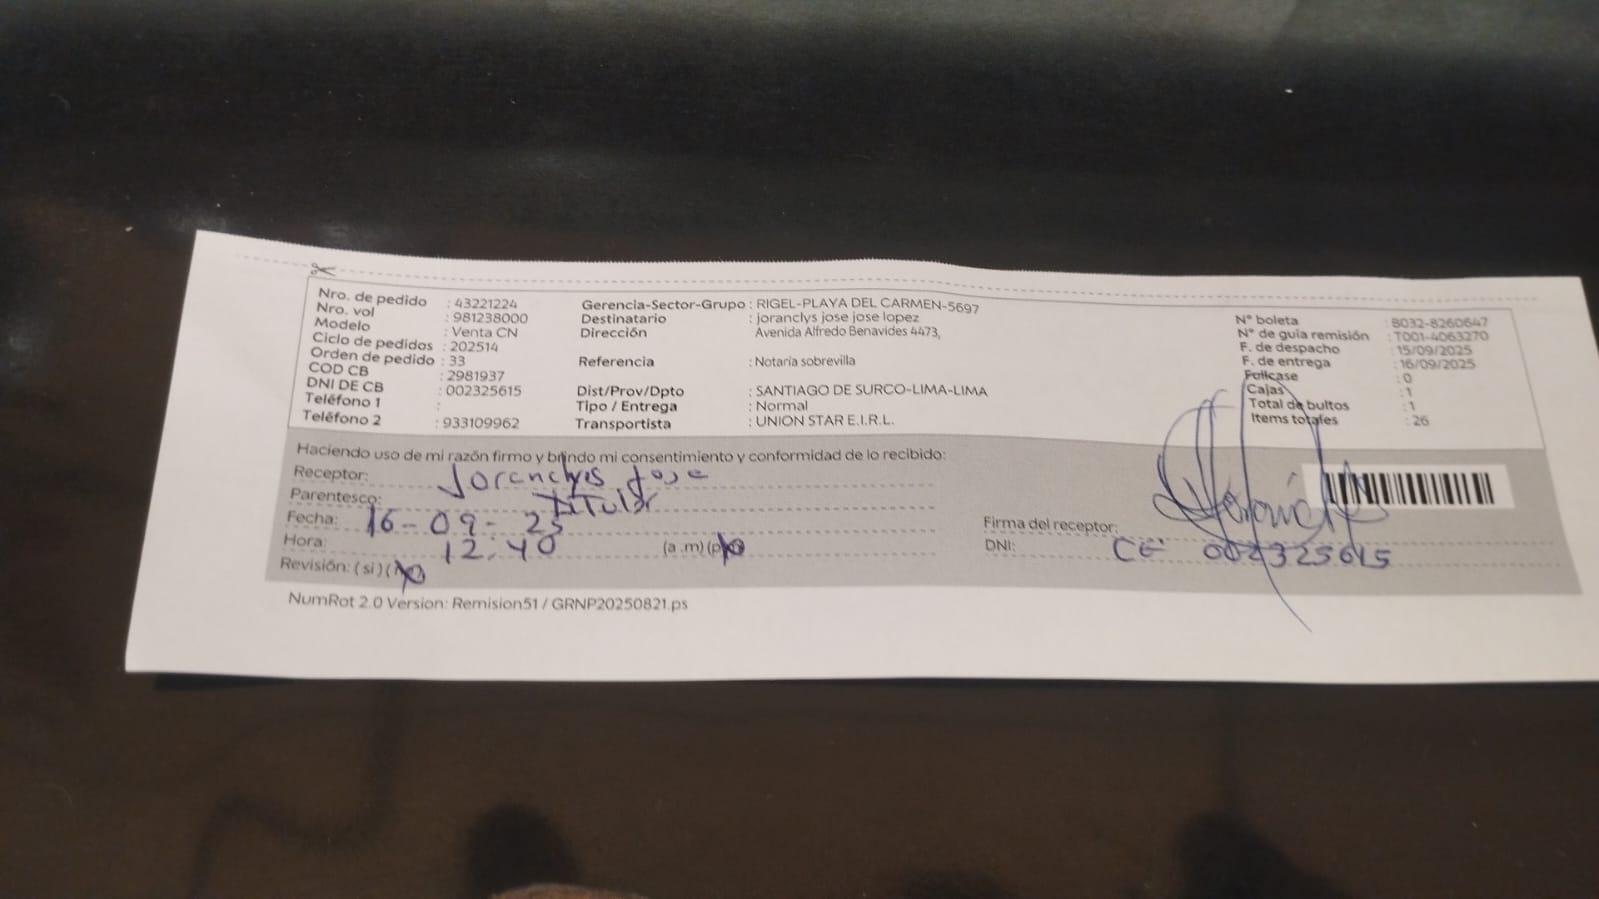 Nro. de pedido : 43221224
Nro. vol : 981238000
Modelo : Venta CN
Ciclo de pedidos : 202514
Orden de pedido : 33
COD CB : 2981937
DNI DE CB : 002325615
Teléfono 1 :
Teléfono 2 : 933109962
Gerencia-Sector-Grupo : RIGEL-PLAYA DEL CARMEN-5697
Destinatario : joranclys jose jose lopez
Dirección Avenida Alfredo Benavides 4473,
Referencia : Notaría sobrevilla
Dist/Prov/Dpto : SANTIAGO DE SURCO-LIMA-LIMA
Tipo / Entrega : Normal
Transportista : UNION STAR E.I.R.L.
N° boleta : B032-8260647
N° de guía remisión : T001-4063270
F. de despacho : 15/09/2025
F. de entrega : 16/09/2025
Fullcase : 0
Cajas : 1
Total de bultos : 1
Items totales : 26
Haciendo uso de mi razón firmo y brindo mi consentimiento y conformidad de lo recibido:
Receptor: Joranclys Jose
Parentesco: Titular
Fecha: 16-09-25
Hora: 12.40 (a .m) (p
Revisión: ( si ) (
Firma del receptor:
DNI: CE 002325615
NumRot 2.0 Version: Remision51 / GRNP20250821.ps